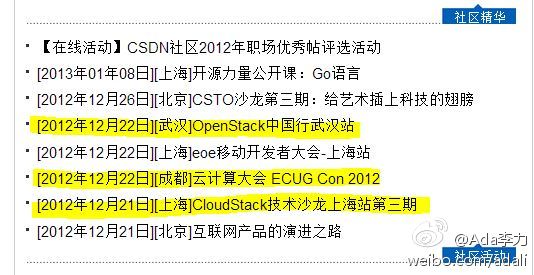 社区精华
【在线活动】CSDN社区2012年职场优秀帖评选活动
[2013年01月08日][上海]开源力量公开课：Go语言
[2012年12月26日][北京]CSTO沙龙第三期：给艺术插上科技的翅膀
[2012年12月22日][武汉]OpenStack中国行武汉站
[2012年12月22日][上海]eoe移动开发者大会-上海站
[2012年12月22日][成都]云计算大会 ECUG Con 2012
[2012年12月21日][上海]CloudStack技术沙龙上海站第三期
[2012年12月21日][北京]互联网产品的演进之路
@Ada李力
weibo.com/adali
社区活动